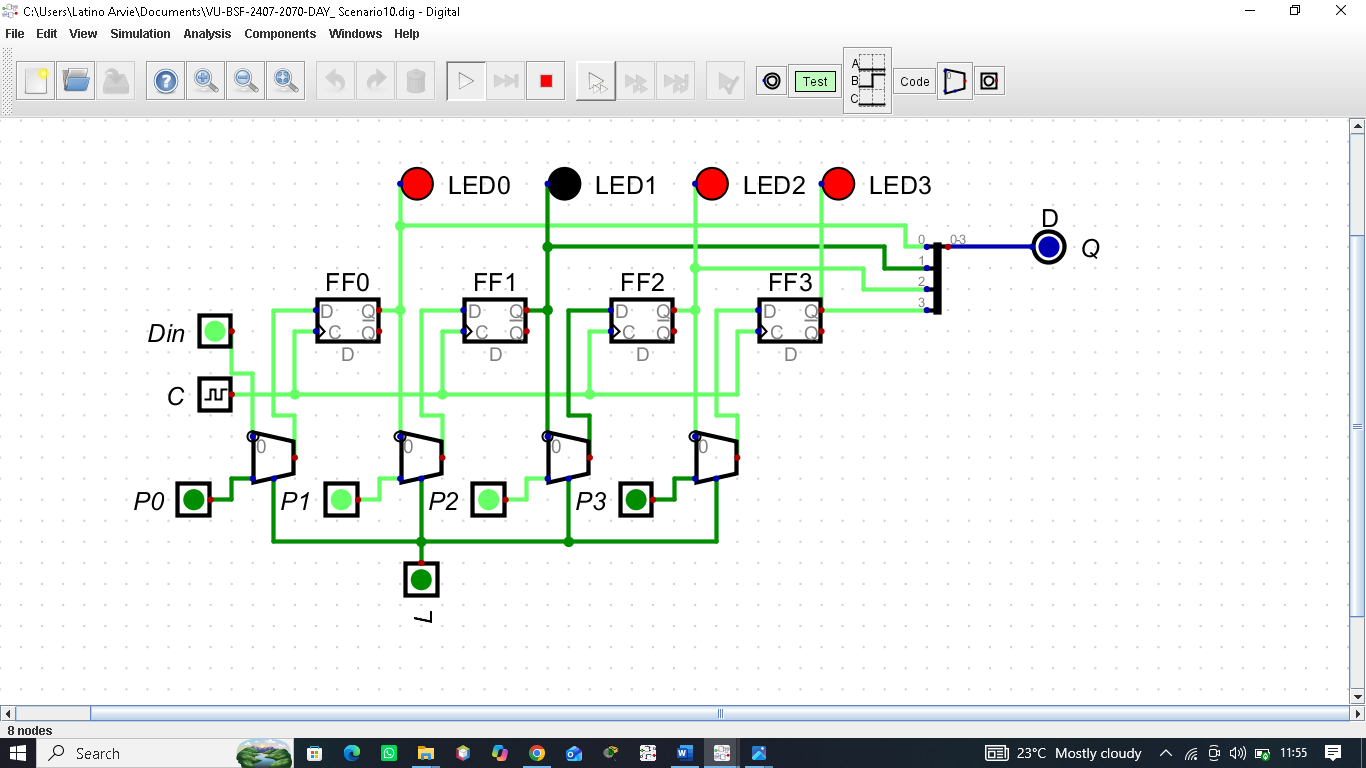 C:\Users\Latino Arvie\Documents\VU-BSF-2407-2070-DAY_ Scenario10.dig - Digital
File Edit View Simulation Analysis Components Windows Help
Test
A
B
C
Code
LED0 LED1 LED2 LED3
D
Q
0 0-3
1
2
3
FF0 FF1 FF2 FF3
D Q D Q D Q D Q
C Q C Q C Q C Q
D D D D
Din
C
0 0 0 0
P0 P1 P2 P3
L
8 nodes
Search
23°C Mostly cloudy
11:55